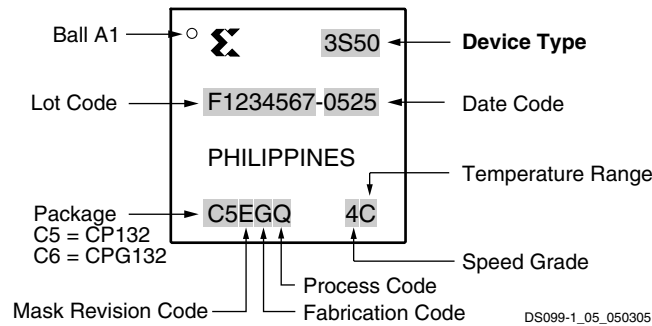 Ball A1
3S50
Device Type
Lot Code
F1234567-0525
Date Code
PHILIPPINES
Temperature Range
Package
C5 = CP132
C6 = CPG132
C5EGQ
4C
Speed Grade
Process Code
Mask Revision Code
Fabrication Code
DS099-1_05_050305